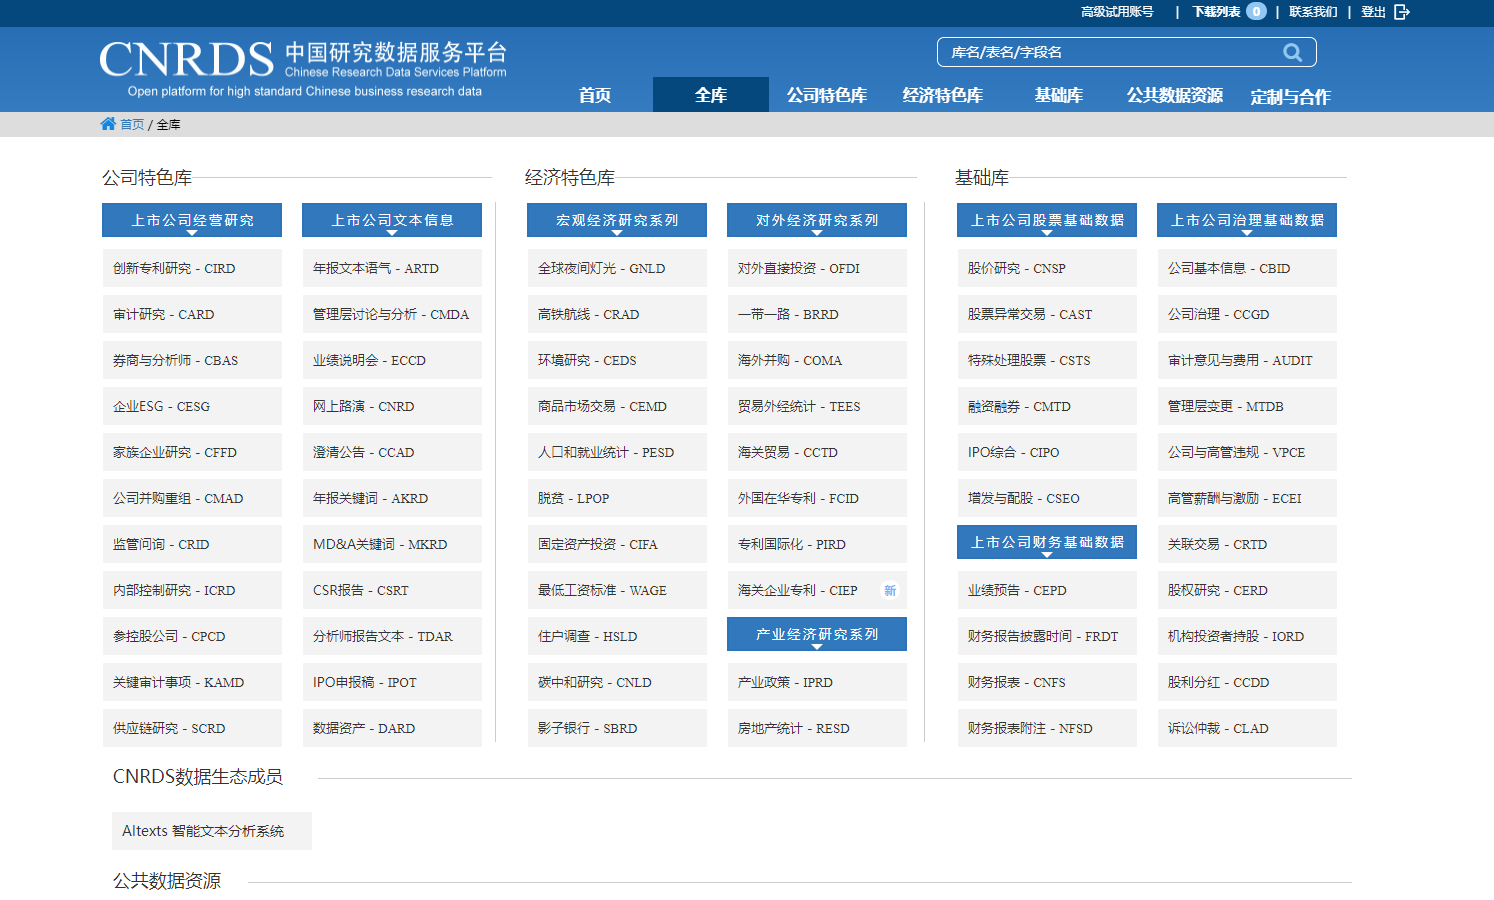 高级试用账号 | 下载列表 0 | 联系我们 | 登出
CNRDS 中国研究数据服务平台
Chinese Research Data Services Platform
Open platform for high standard Chinese business research data
库名/表名/字段名
首页 全库 公司特色库 经济特色库 基础库 公共数据资源 定制与合作
首页 / 全库
公司特色库
上市公司经营研究
创新专利研究 - CIRD
审计研究 - CARD
券商与分析师 - CBAS
企业ESG - CESG
家族企业研究 - CFFD
公司并购重组 - CMAD
监管问询 - CRID
内部控制研究 - ICRD
参控股公司 - CPCD
关键审计事项 - KAMD
供应链研究 - SCRD
上市公司文本信息
年报文本语气 - ARTD
管理层讨论与分析 - CMDA
业绩说明会 - ECCD
网上路演 - CNRD
澄清公告 - CCAD
年报关键词 - AKRD
MD&A关键词 - MKRD
CSR报告 - CSRT
分析师报告文本 - TDAR
IPO申报稿 - IPOT
数据资产 - DARD
经济特色库
宏观经济研究系列
全球夜间灯光 - GNLD
高铁航线 - CRAD
环境研究 - CEDS
商品市场交易 - CEMD
人口和就业统计 - PESD
脱贫 - LPOP
固定资产投资 - CIFA
最低工资标准 - WAGE
住户调查 - HSLD
碳中和研究 - CNLD
影子银行 - SBRD
对外经济研究系列
对外直接投资 - OFDI
一带一路 - BRRD
海外并购 - COMA
贸易外经统计 - TEES
海关贸易 - CCTD
外国在华专利 - FCID
专利国际化 - PIRD
海关企业专利 - CIEP 新
产业经济研究系列
产业政策 - IPRD
房地产统计 - RESD
基础库
上市公司股票基础数据
股价研究 - CNSP
股票异常交易 - CAST
特殊处理股票 - CSTS
融资融券 - CMTD
IPO综合 - CIPO
增发与配股 - CSEO
上市公司财务基础数据
业绩预告 - CEPD
财务报告披露时间 - FRDT
财务报表 - CNFS
财务报表附注 - NFSD
上市公司治理基础数据
公司基本信息 - CBID
公司治理 - CCGD
审计意见与费用 - AUDIT
管理层变更 - MTDB
公司与高管违规 - VPCE
高管薪酬与激励 - ECEI
关联交易 - CRTD
股权研究 - CERD
机构投资者持股 - IORD
股利分红 - CCDD
诉讼仲裁 - CLAD
CNRDS数据生态成员
AItexts 智能文本分析系统
公共数据资源